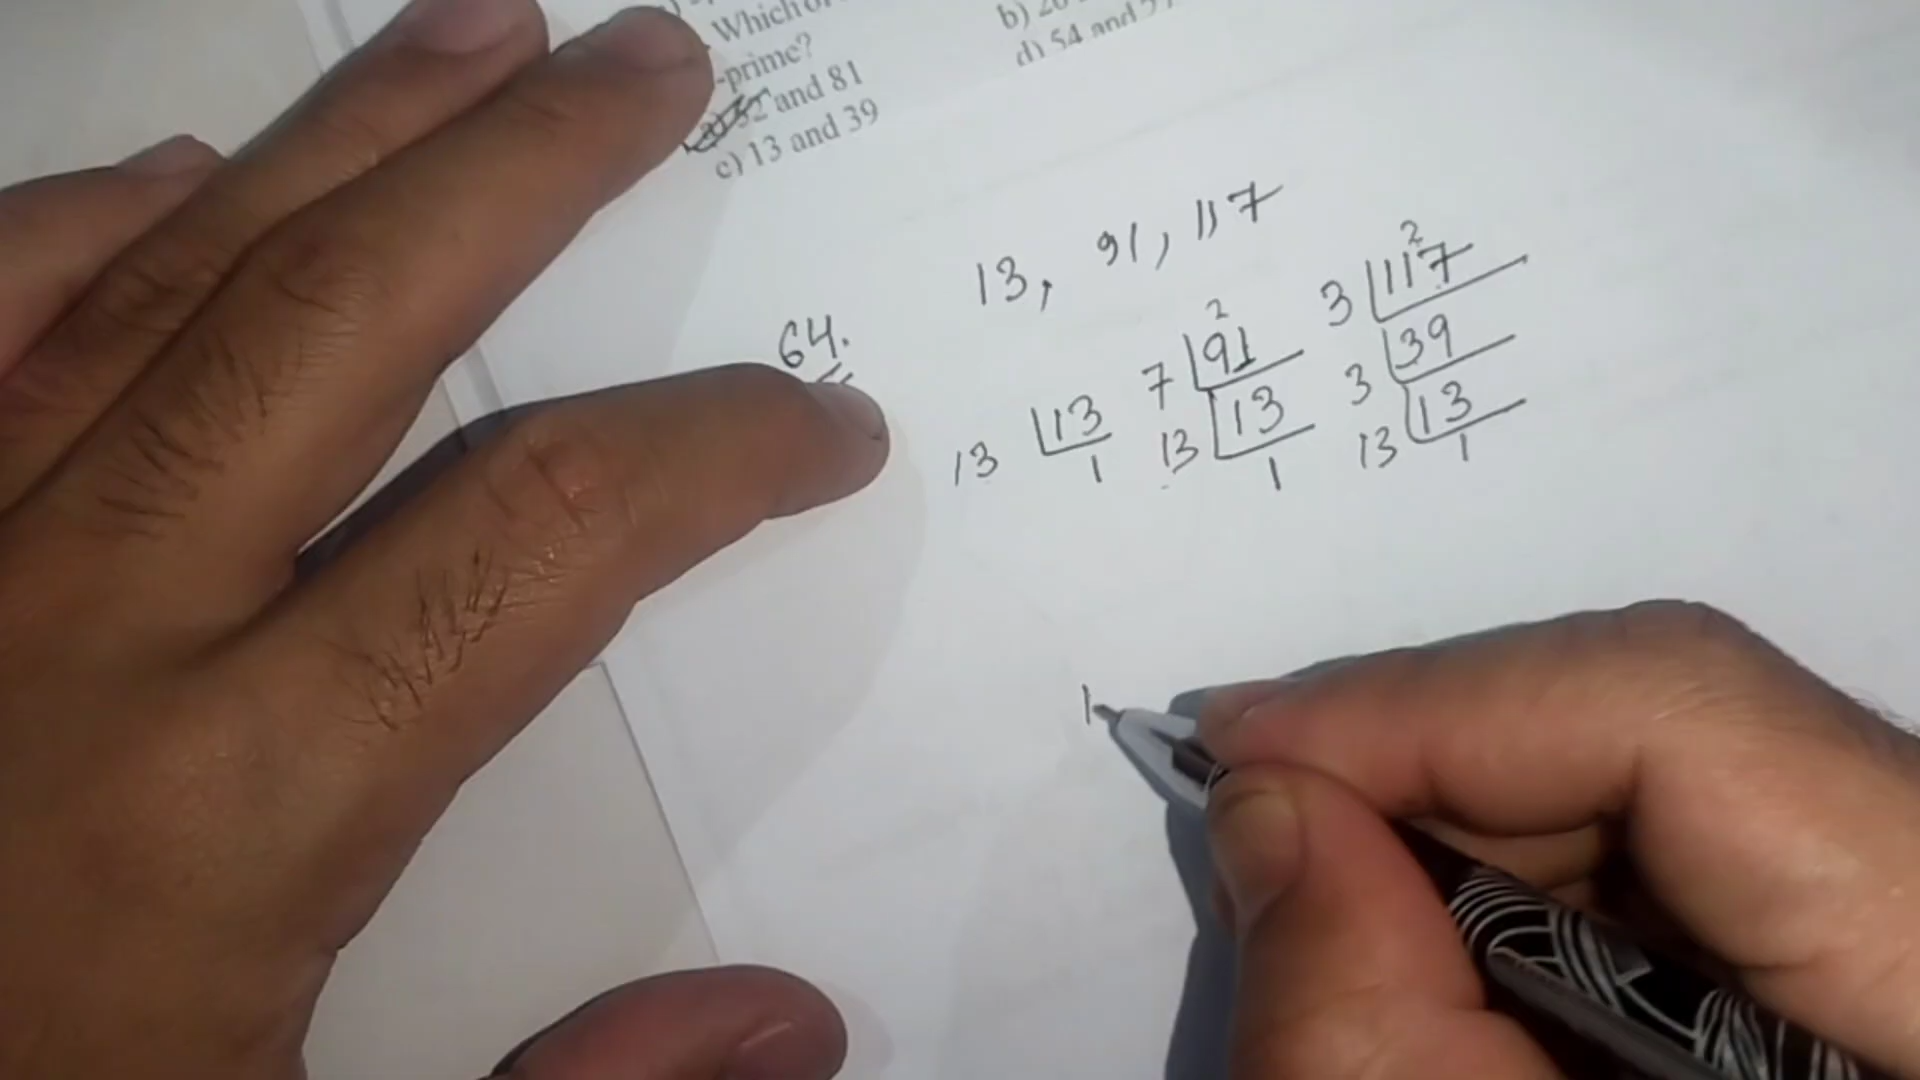 Which
b)
-prime?
d) 54 and
a) 32 and 81
c) 13 and 39
13, 91, 117
64.
2
3 117
2
7 91
3 39
13 13
13 13
13 13
1
1
1